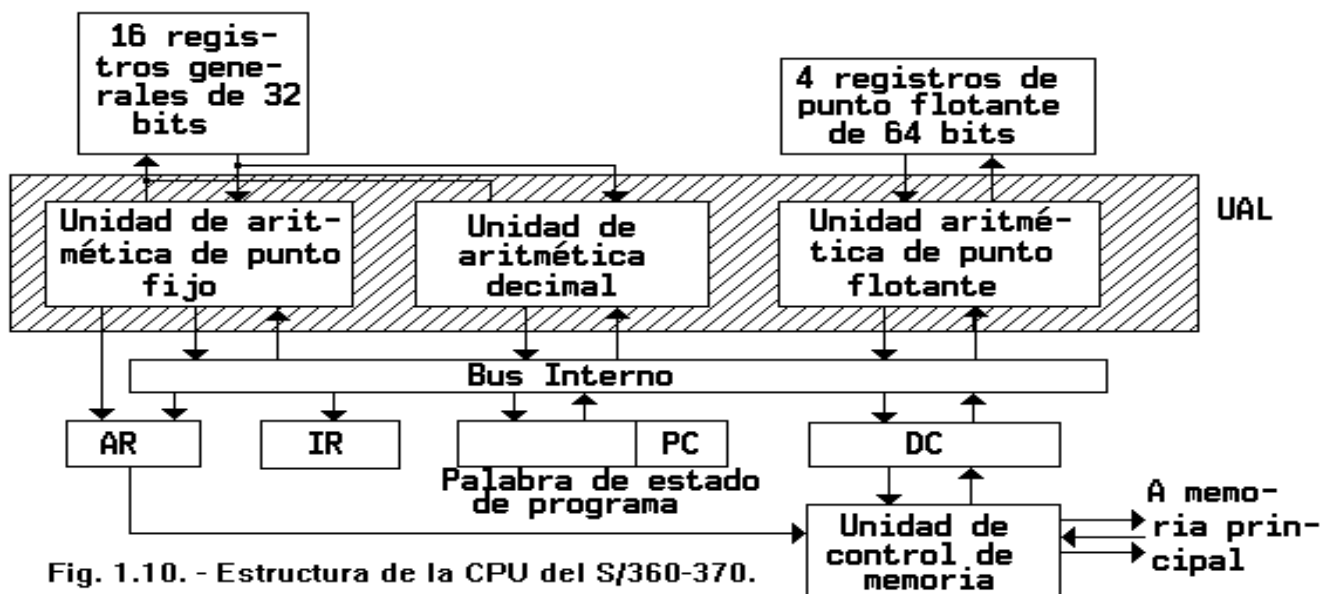 16 regis-
tros gene-
rales de 32
bits
4 registros de
punto flotante
de 64 bits
UAL
Unidad de arit-
mética de punto
fijo
Unidad de
aritmética
decimal
Unidad aritmé-
tica de punto
flotante
Bus Interno
AR
IR
PC
DC
Palabra de estado
de programa
Unidad de
control de
memoria
A memo-
ria prin-
cipal
Fig. 1.10. - Estructura de la CPU del S/360-370.